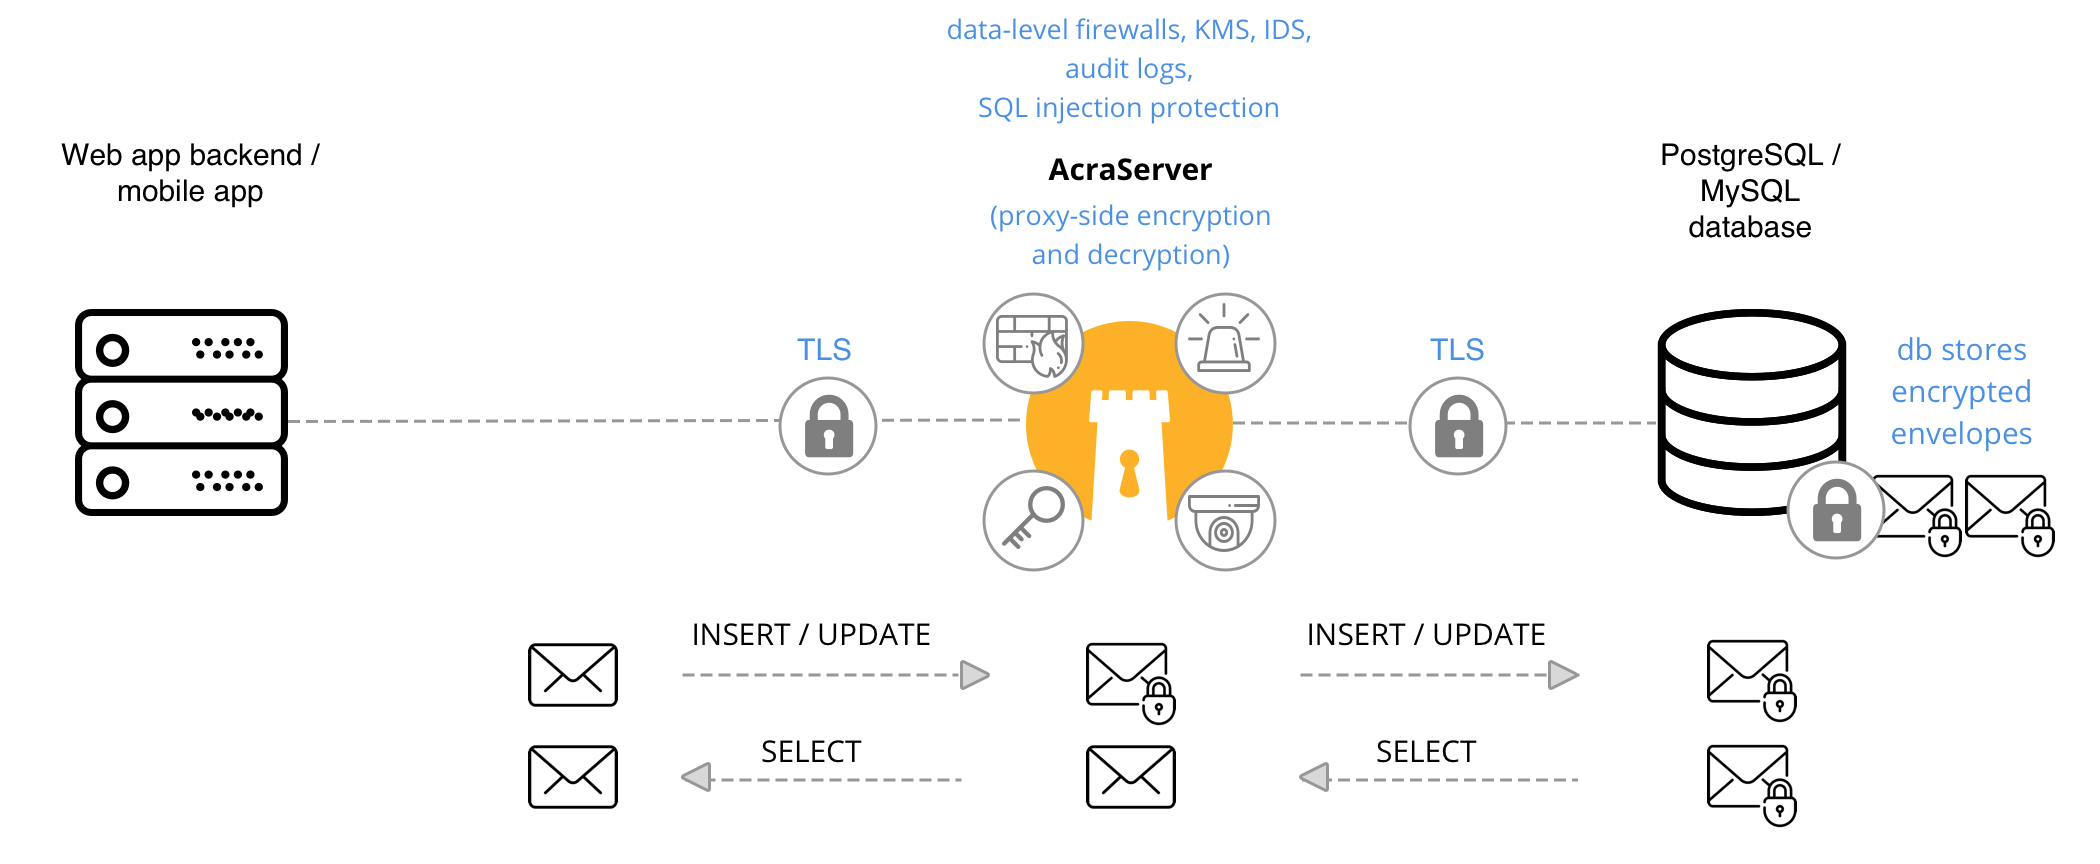 data-level firewalls, KMS, IDS,
audit logs,
SQL injection protection
Web app backend /
mobile app
AcraServer
(proxy-side encryption
and decryption)
PostgreSQL /
MySQL
database
TLS
TLS
db stores
encrypted
envelopes
INSERT / UPDATE
INSERT / UPDATE
SELECT
SELECT